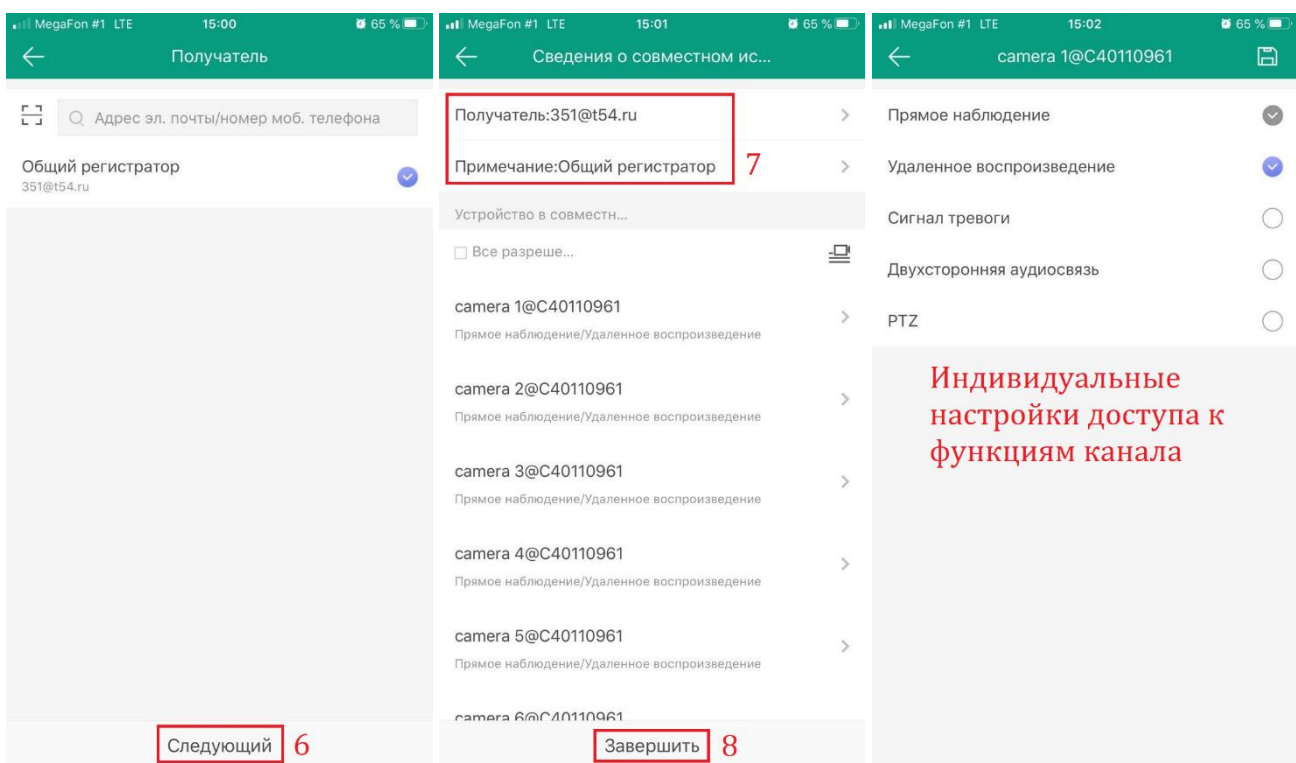 MegaFon #1 LTE 15:00 65 %
Получатель
Адрес эл. почты/номер моб. телефона
Общий регистратор
351@t54.ru
Следующий 6
MegaFon #1 LTE 15:01 65 %
Сведения о совместном ис...
Получатель:351@t54.ru
Примечание:Общий регистратор 7
Устройство в совместн...
Все разреше...
camera 1@C40110961
Прямое наблюдение/Удаленное воспроизведение
camera 2@C40110961
Прямое наблюдение/Удаленное воспроизведение
camera 3@C40110961
Прямое наблюдение/Удаленное воспроизведение
camera 4@C40110961
Прямое наблюдение/Удаленное воспроизведение
camera 5@C40110961
Прямое наблюдение/Удаленное воспроизведение
camera 6@C40110961
Завершить 8
MegaFon #1 LTE 15:02 65 %
camera 1@C40110961
Прямое наблюдение
Удаленное воспроизведение
Сигнал тревоги
Двухсторонняя аудиосвязь
PTZ
Индивидуальные
настройки доступа к
функциям канала